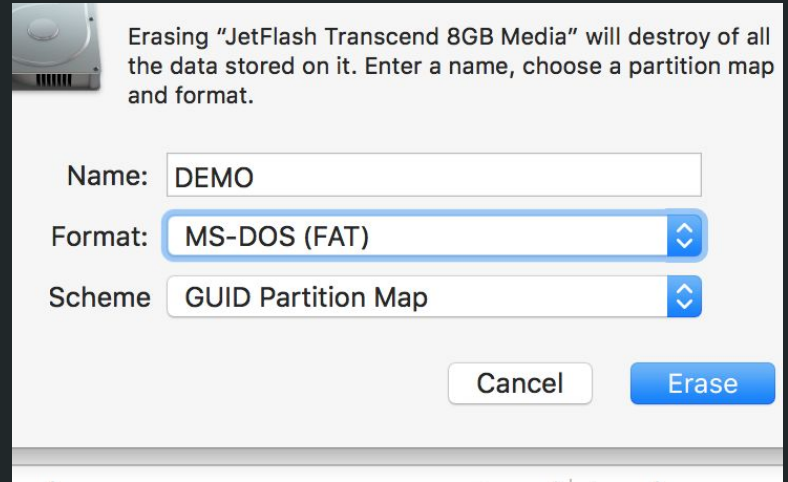 Erasing “JetFlash Transcend 8GB Media” will destroy of all
the data stored on it. Enter a name, choose a partition map
and format.
Name: DEMO
Format: MS-DOS (FAT)
Scheme GUID Partition Map
Cancel Erase